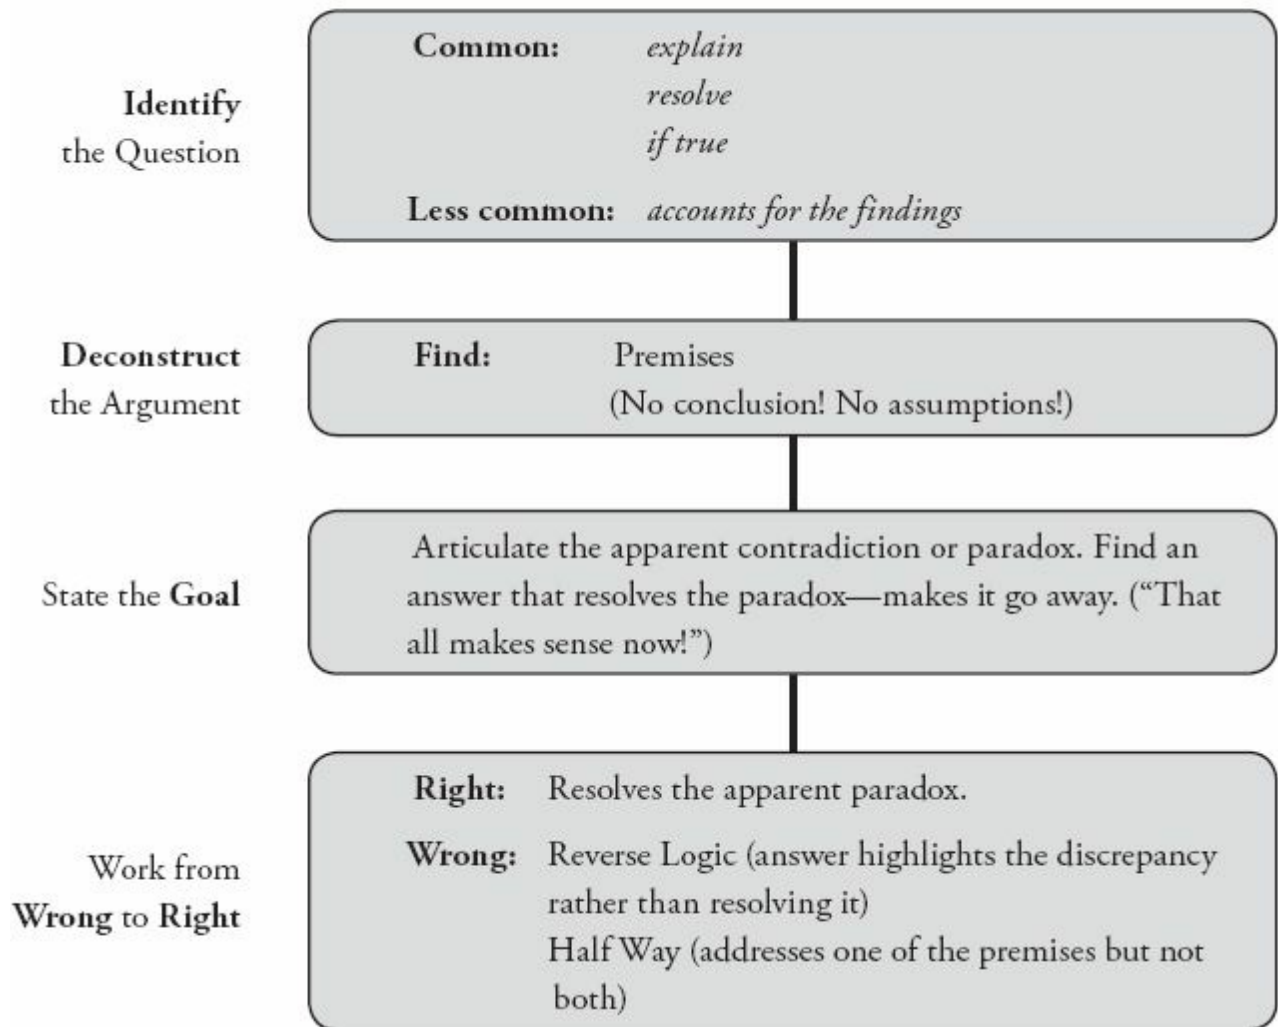 Identify
the Question
Common: explain
resolve
if true
Less common: accounts for the findings
Deconstruct
the Argument
Find: Premises
(No conclusion! No assumptions!)
State the Goal
Articulate the apparent contradiction or paradox. Find an
answer that resolves the paradox—makes it go away. (“That
all makes sense now!”)
Work from
Wrong to Right
Right: Resolves the apparent paradox.
Wrong: Reverse Logic (answer highlights the discrepancy
rather than resolving it)
Half Way (addresses one of the premises but not
both)